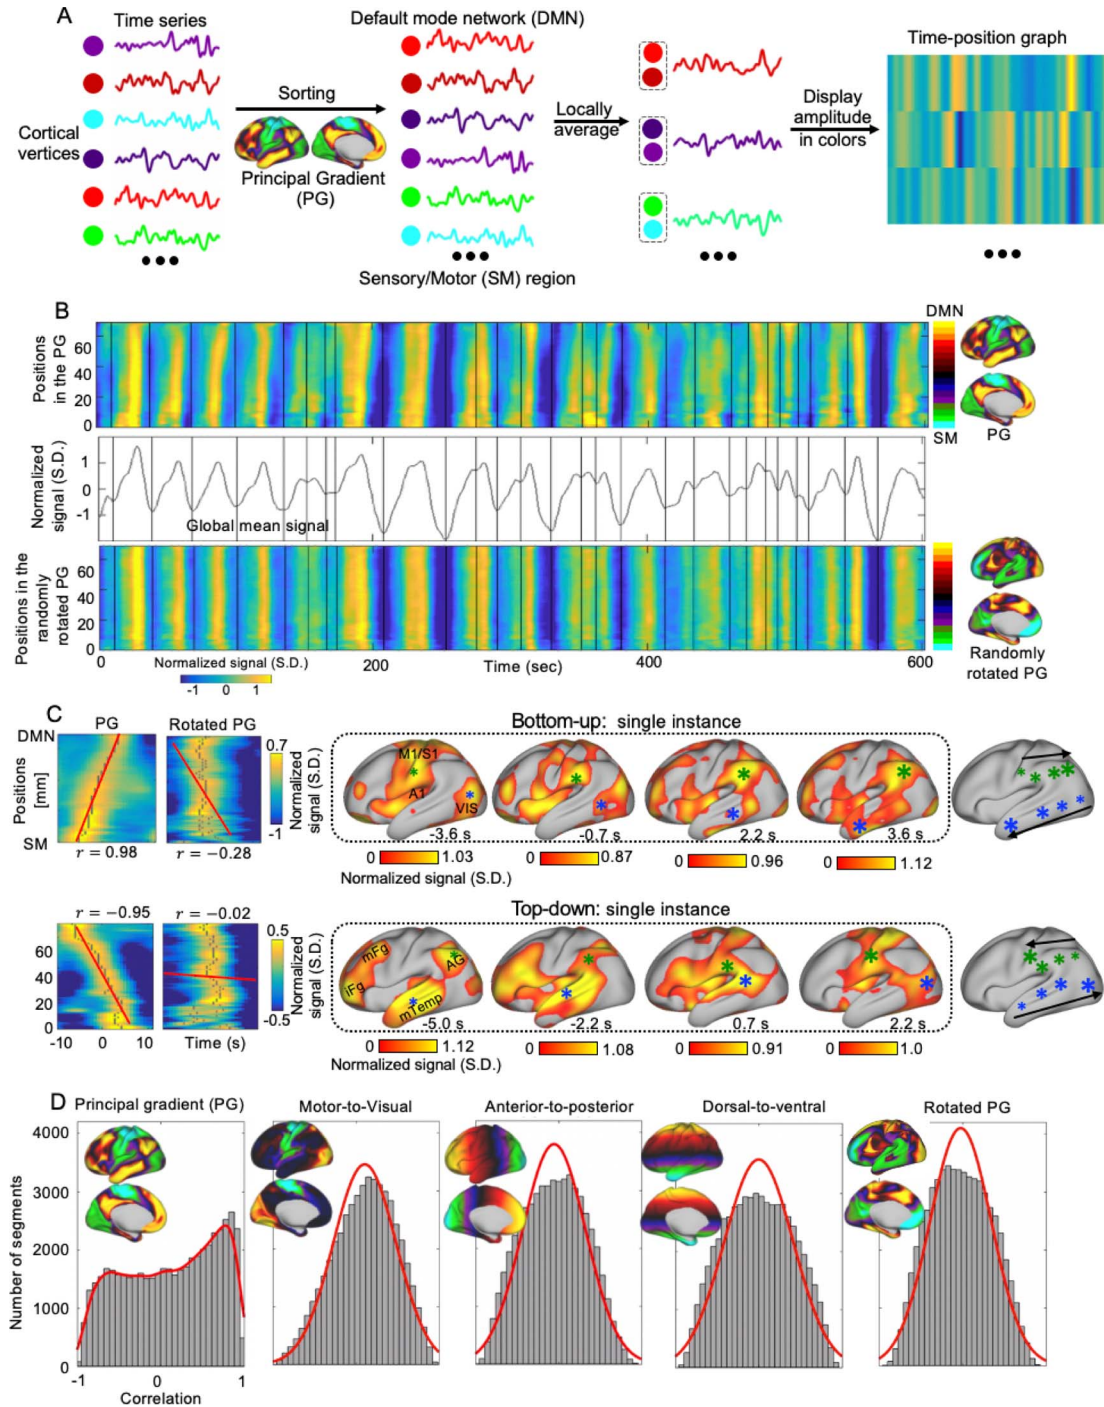 A
Time series
Cortical
vertices
Sorting
Principal Gradient
(PG)
Default mode network (DMN)
Sensory/Motor (SM) region
Locally
average
Display
amplitude
in colors
Time-position graph
B
Positions
in the PG
60
40
20
0
DMN
SM
PG
Normalized
signal (S.D.)
1
0
-1
Global mean signal
Positions in the
randomly
rotated PG
60
40
20
0
0
200
Time (sec)
400
600
Normalized signal (S.D.)
-1 0 1
Randomly
rotated PG
C
PG
Rotated PG
DMN
Positions
[mm]
SM
r = 0.98
r = −0.28
0.7
-1
Normalized
signal (S.D.)
Bottom-up: single instance
M1/S1
A1
VIS
* * * * * * * *
-3.6 s
-0.7 s
2.2 s
3.6 s
* * * * * * * *
0 1.03
0 0.87
0 0.96
0 1.12
Normalized signal (S.D.)
r = −0.95
r = −0.02
60
40
20
0
-10 0 10
Time (s)
0.5
-0.5
Normalized
signal (S.D.)
Top-down: single instance
mFg
iFg
AG
mTemp
* * * * * * * *
-5.0 s
-2.2 s
0.7 s
2.2 s
* * * * * * * *
0 1.12
0 1.08
0 0.91
0 1.0
Normalized signal (S.D.)
D
Principal gradient (PG)
Motor-to-Visual
Anterior-to-posterior
Dorsal-to-ventral
Rotated PG
Number of segments
4000
3000
2000
1000
0
-1 0 1
Correlation